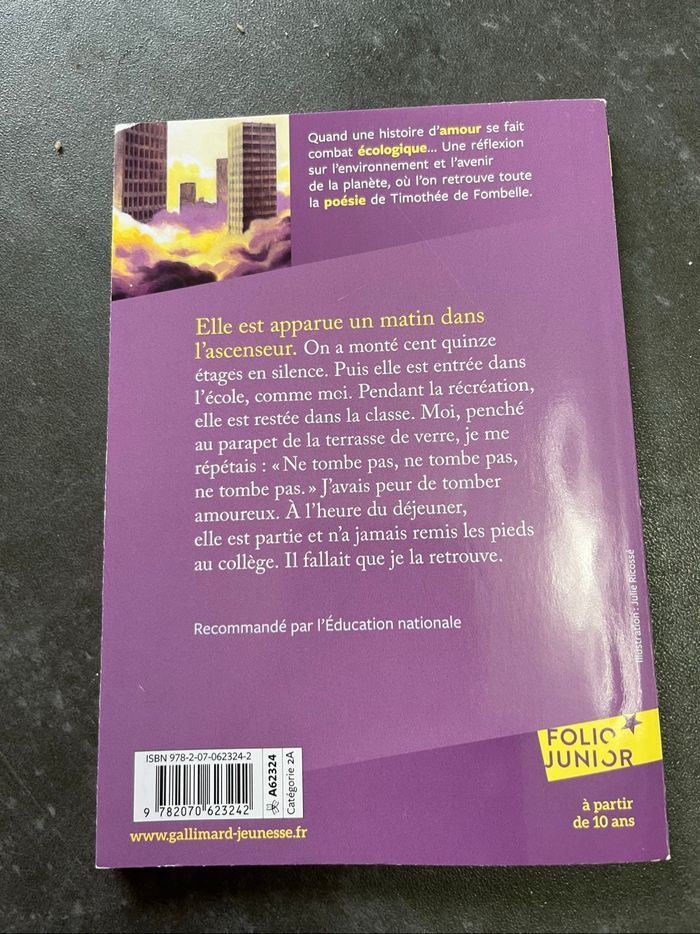 Quand une histoire d'amour se fait
combat écologique... Une réflexion
sur l'environnement et l'avenir
de la planète, où l'on retrouve toute
la poésie de Timothée de Fombelle.
Elle est apparue un matin dans
l'ascenseur. On a monté cent quinze
étages en silence. Puis elle est entrée dans
l'école, comme moi. Pendant la récréation,
elle est restée dans la classe. Moi, penché
au parapet de la terrasse de verre, je me
répétais : « Ne tombe pas, ne tombe pas,
ne tombe pas. » J'avais peur de tomber
amoureux. À l'heure du déjeuner,
elle est partie et n'a jamais remis les pieds
au collège. Il fallait que je la retrouve.
Recommandé par l'Éducation nationale
Illustration : Julie Ricossé
ISBN 978-2-07-062324-2
9 782070 623242
A62324
Catégorie 2A
www.gallimard-jeunesse.fr
FOLIO
JUNIOR
à partir
de 10 ans